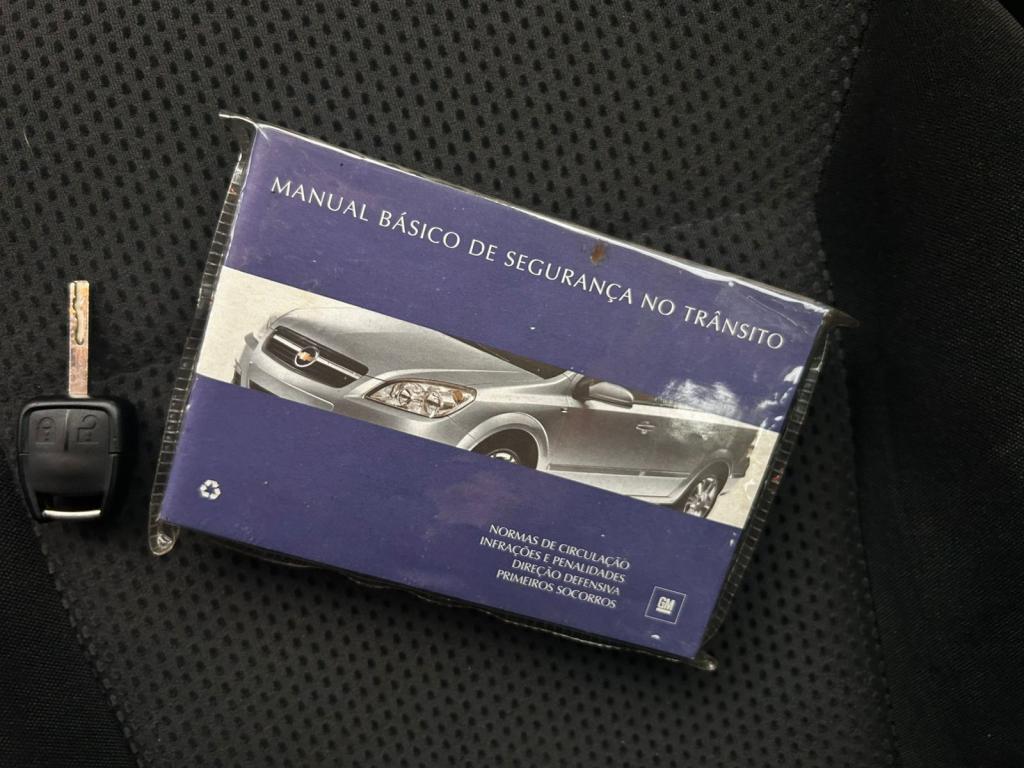 MANUAL BÁSICO DE SEGURANÇA NO TRÂNSITO
NORMAS DE CIRCULAÇÃO
INFRAÇÕES E PENALIDADES
DIREÇÃO DEFENSIVA
PRIMEIROS SOCORROS
GM